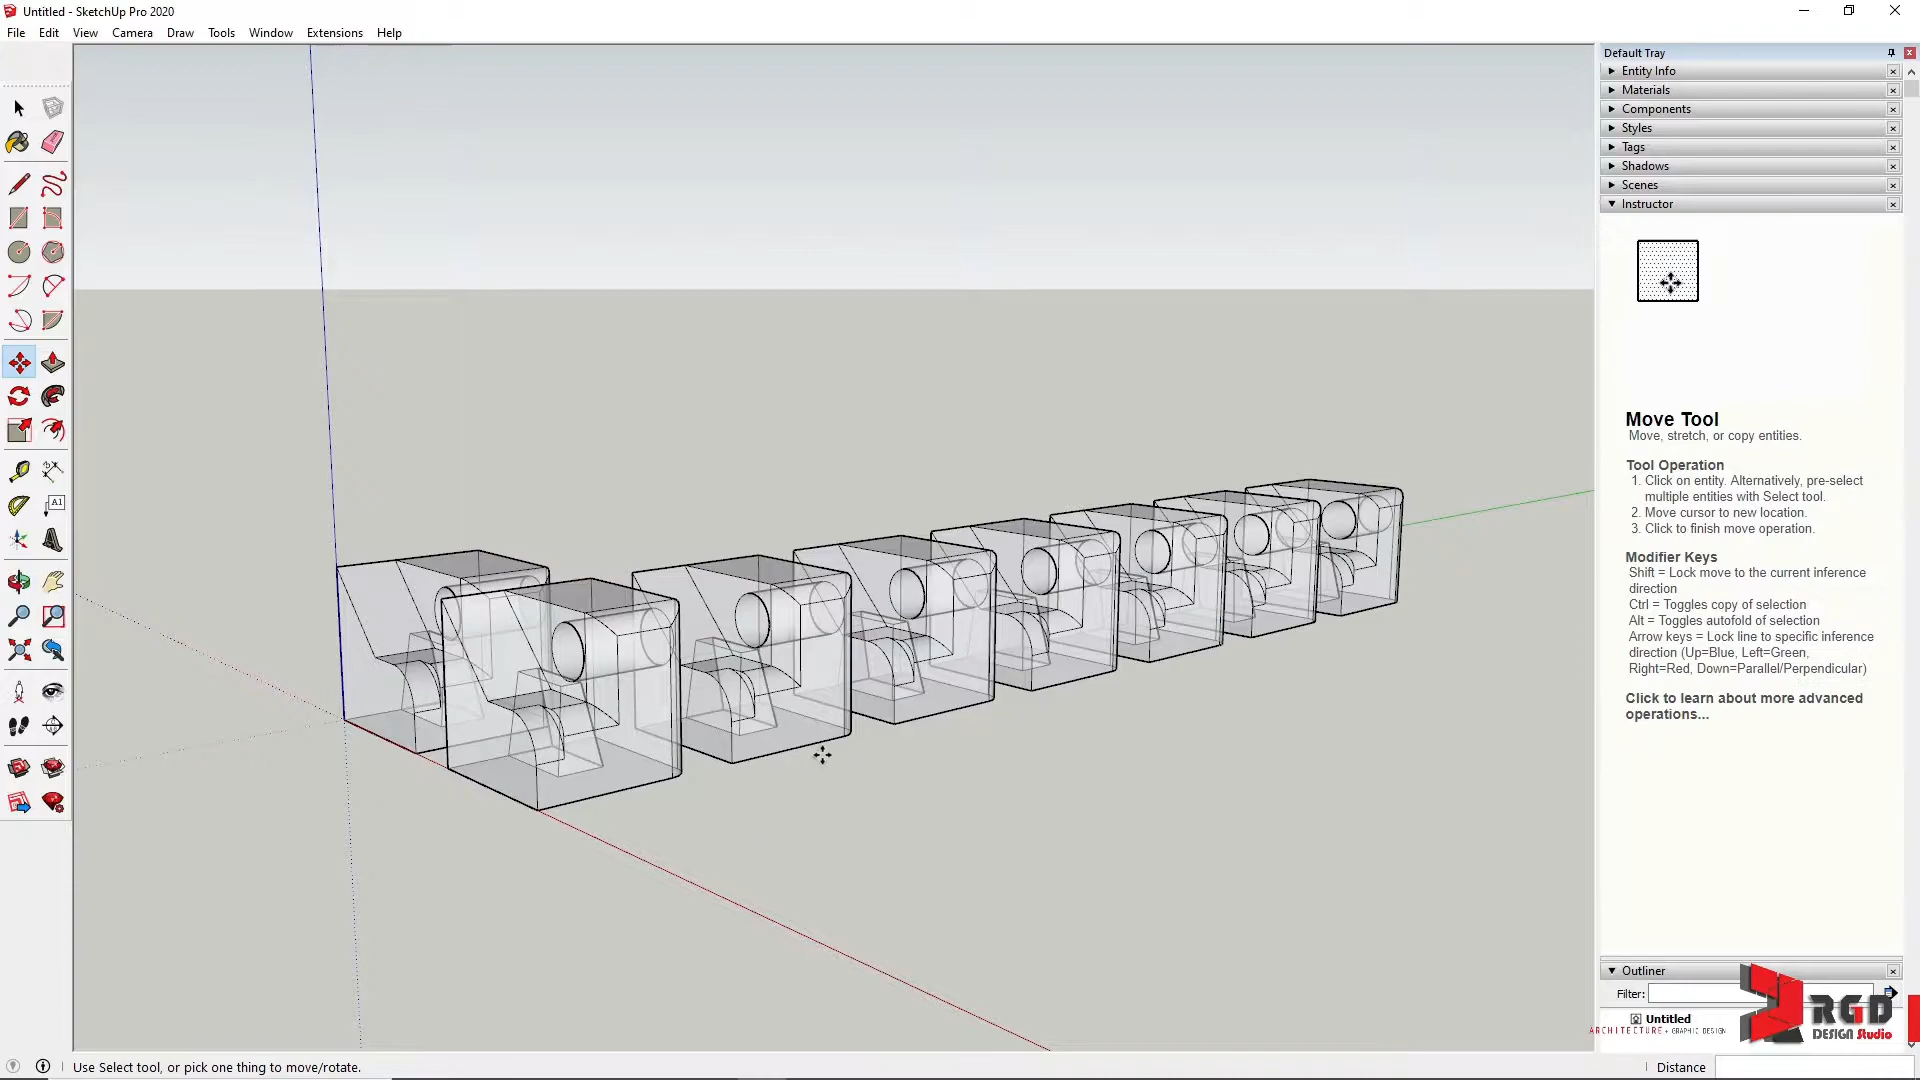 Untitled - SketchUp Pro 2020
File Edit View Camera Draw Tools Window Extensions Help
Default Tray
Entity Info
Materials
Components
Styles
Tags
Shadows
Scenes
Instructor
Move Tool
Move, stretch, or copy entities.
Tool Operation
1. Click on entity. Alternatively, pre-select
multiple entities with Select tool.
2. Move cursor to new location.
3. Click to finish move operation.
Modifier Keys
Shift = Lock move to the current inference
direction
Ctrl = Toggles copy of selection
Alt = Toggles autofold of selection
Arrow keys = Lock line to specific inference
direction (Up=Blue, Left=Green,
Right=Red, Down=Parallel/Perpendicular)
Click to learn about more advanced
operations...
Outliner
Filter:
Untitled
ARCHITECTURE + GRAPHIC DESIGN
RGD
DESIGN Studio
Use Select tool, or pick one thing to move/rotate.
Distance